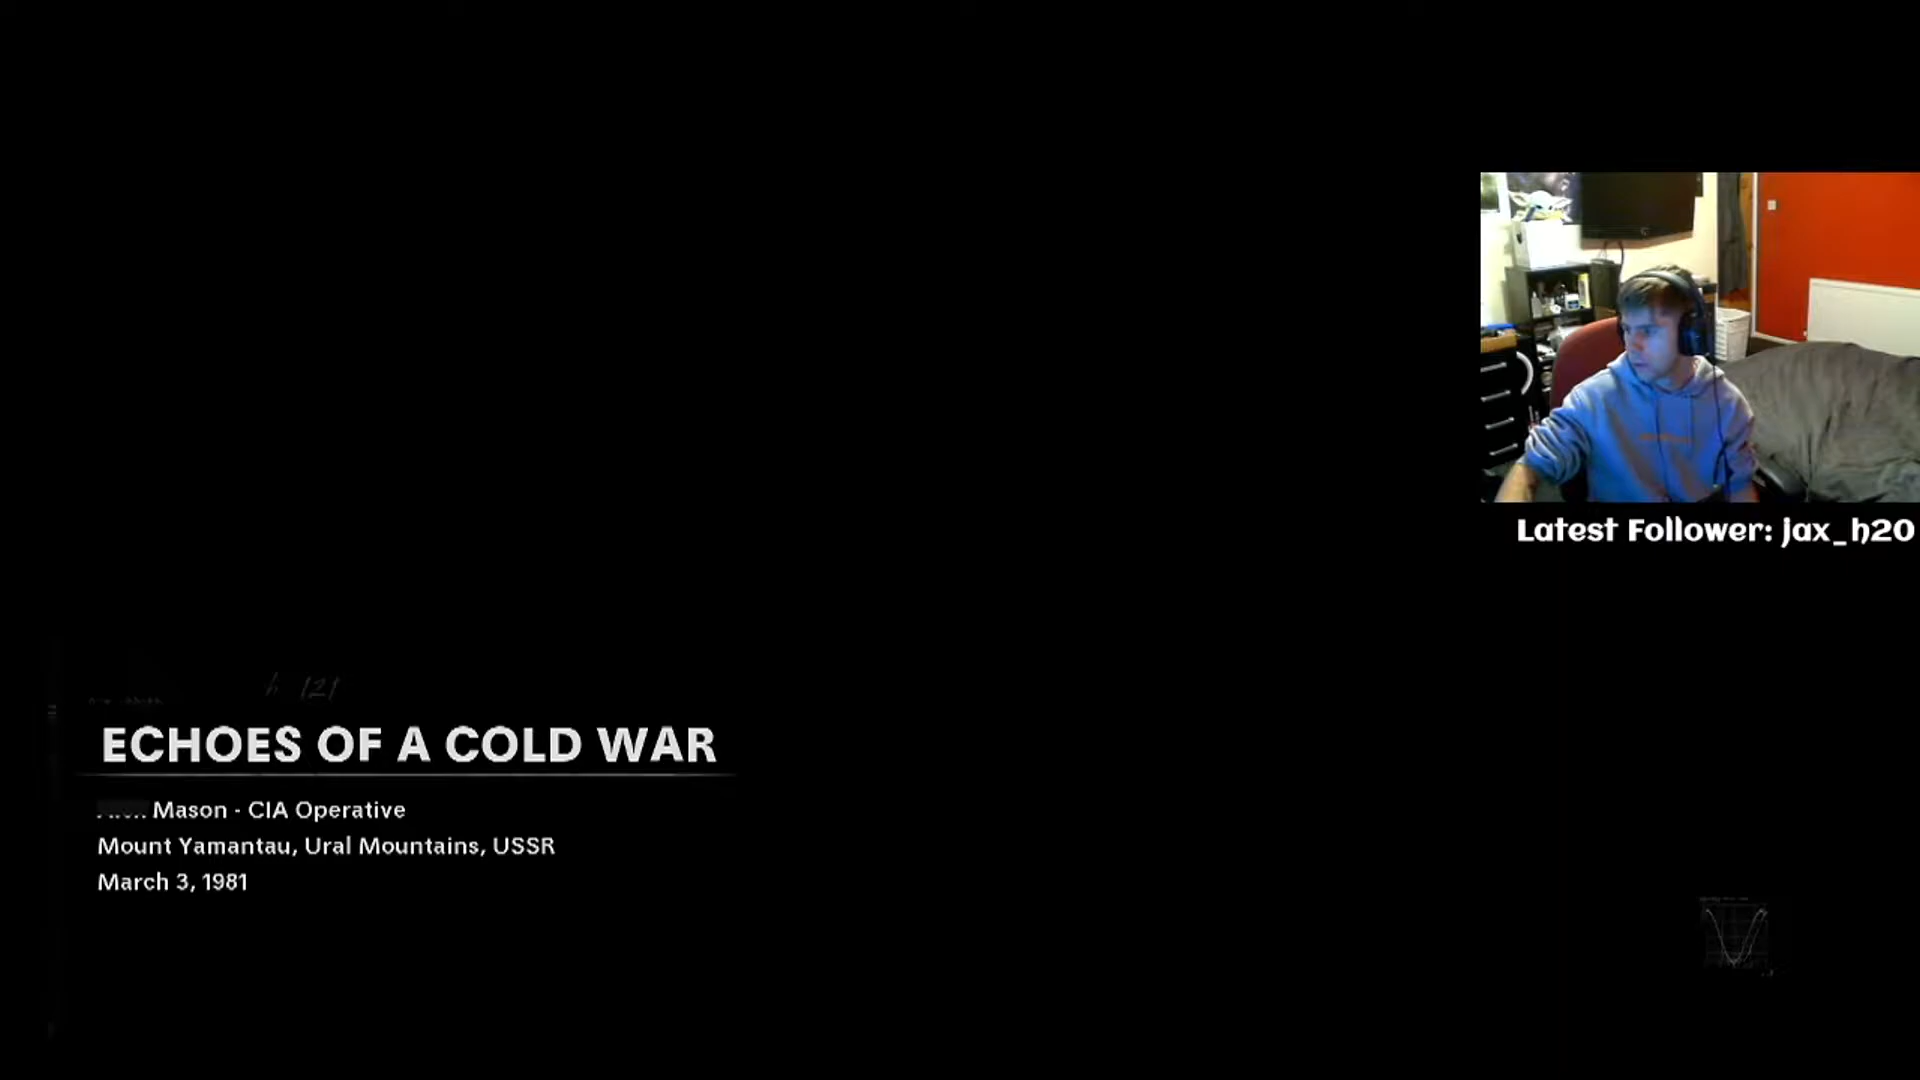 ECHOES OF A COLD WAR
Mason - CIA Operative
Mount Yamantau, Ural Mountains, USSR
March 3, 1981
Latest Follower: jax_h20